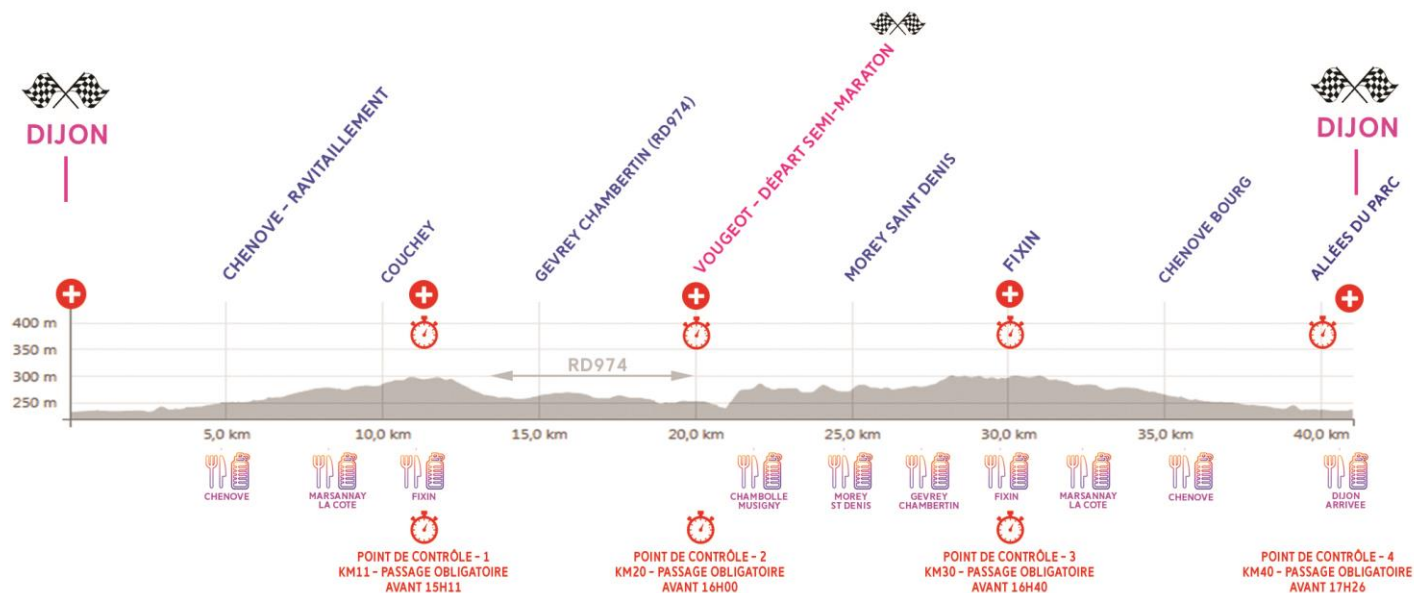 DIJON
CHENOVE - RAVITAILLEMENT
COUCHEY
GEVREY CHAMBERTIN (RD974)
VOUGEOT - DÉPART SEMI-MARATON
MOREY SAINT DENIS
FIXIN
CHENOVE BOURG
ALLÉES DU PARC
DIJON
400 m
350 m
300 m
250 m
RD974
5,0 km
10,0 km
15,0 km
20,0 km
25,0 km
30,0 km
35,0 km
40,0 km
CHENOVE
MARSANNAY
LA COTE
FIXIN
CHAMBOLLE
MUSIGNY
MOREY
ST DENIS
GEVREY
CHAMBERTIN
FIXIN
MARSANNAY
LA COTE
CHENOVE
DIJON
ARRIVEE
POINT DE CONTRÔLE - 1
KM11 - PASSAGE OBLIGATOIRE
AVANT 15H11
POINT DE CONTRÔLE - 2
KM20 - PASSAGE OBLIGATOIRE
AVANT 16H00
POINT DE CONTRÔLE - 3
KM30 - PASSAGE OBLIGATOIRE
AVANT 16H40
POINT DE CONTRÔLE - 4
KM40 - PASSAGE OBLIGATOIRE
AVANT 17H26